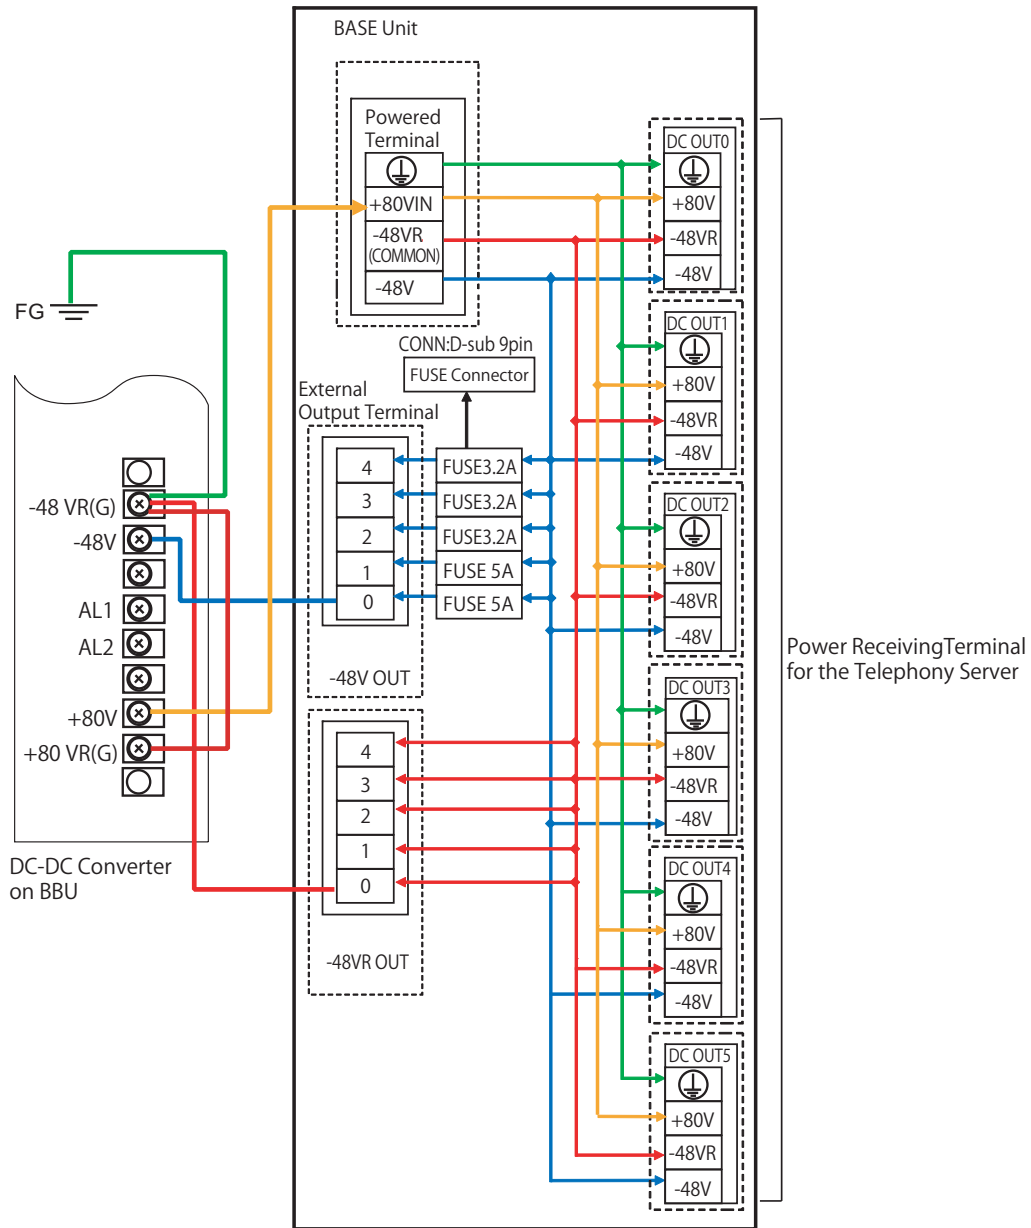 BASE Unit
Powered
Terminal
+80VIN
-48VR
(COMMON)
-48V
DC OUT0
+80V
-48VR
-48V
FG
CONN:D-sub 9pin
FUSE Connector
External
Output Terminal
4
3
2
1
0
-48V OUT
FUSE3.2A
FUSE3.2A
FUSE3.2A
FUSE 5A
FUSE 5A
DC OUT1
+80V
-48VR
-48V
DC OUT2
+80V
-48VR
-48V
-48 VR(G)
-48V
AL1
AL2
+80V
+80 VR(G)
DC-DC Converter
on BBU
4
3
2
1
0
-48VR OUT
DC OUT3
+80V
-48VR
-48V
DC OUT4
+80V
-48VR
-48V
DC OUT5
+80V
-48VR
-48V
Power ReceivingTerminal
for the Telephony Server